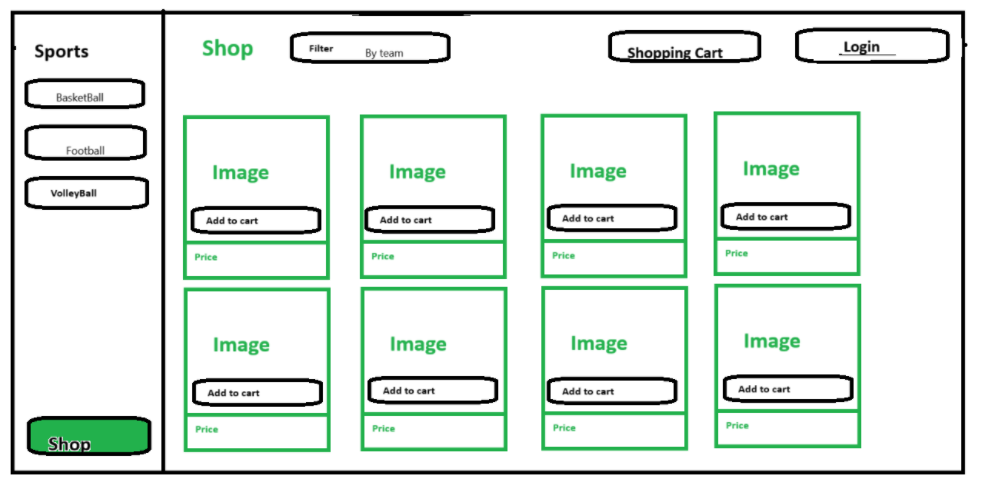 Sports
BasketBall
Football
VolleyBall
Shop
Shop
Filter By team
Shopping Cart
Login
Image
Add to cart
Price
Image
Add to cart
Price
Image
Add to cart
Price
Image
Add to cart
Price
Image
Add to cart
Price
Image
Add to cart
Price
Image
Add to cart
Price
Image
Add to cart
Price